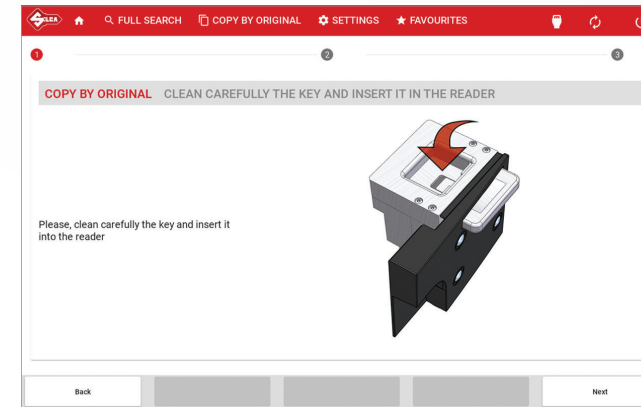 SILCA FULL SEARCH COPY BY ORIGINAL SETTINGS FAVOURITES
1 2 3
COPY BY ORIGINAL CLEAN CAREFULLY THE KEY AND INSERT IT IN THE READER
Please, clean carefully the key and insert it
into the reader
Back Next